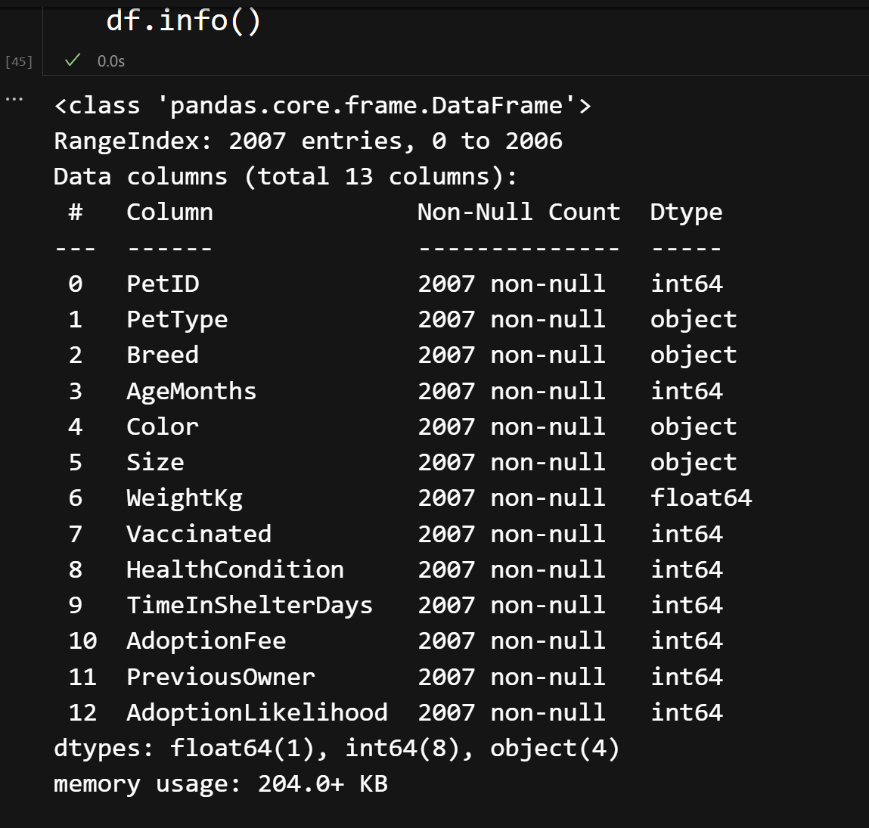 df.info()
[45] ✓ 0.0s
... <class 'pandas.core.frame.DataFrame'>
RangeIndex: 2007 entries, 0 to 2006
Data columns (total 13 columns):
 #   Column              Non-Null Count  Dtype
---  ------              --------------  -----
 0   PetID               2007 non-null   int64
 1   PetType             2007 non-null   object
 2   Breed               2007 non-null   object
 3   AgeMonths           2007 non-null   int64
 4   Color               2007 non-null   object
 5   Size                2007 non-null   object
 6   WeightKg            2007 non-null   float64
 7   Vaccinated          2007 non-null   int64
 8   HealthCondition     2007 non-null   int64
 9   TimeInShelterDays   2007 non-null   int64
 10  AdoptionFee         2007 non-null   int64
 11  PreviousOwner       2007 non-null   int64
 12  AdoptionLikelihood  2007 non-null   int64
dtypes: float64(1), int64(8), object(4)
memory usage: 204.0+ KB